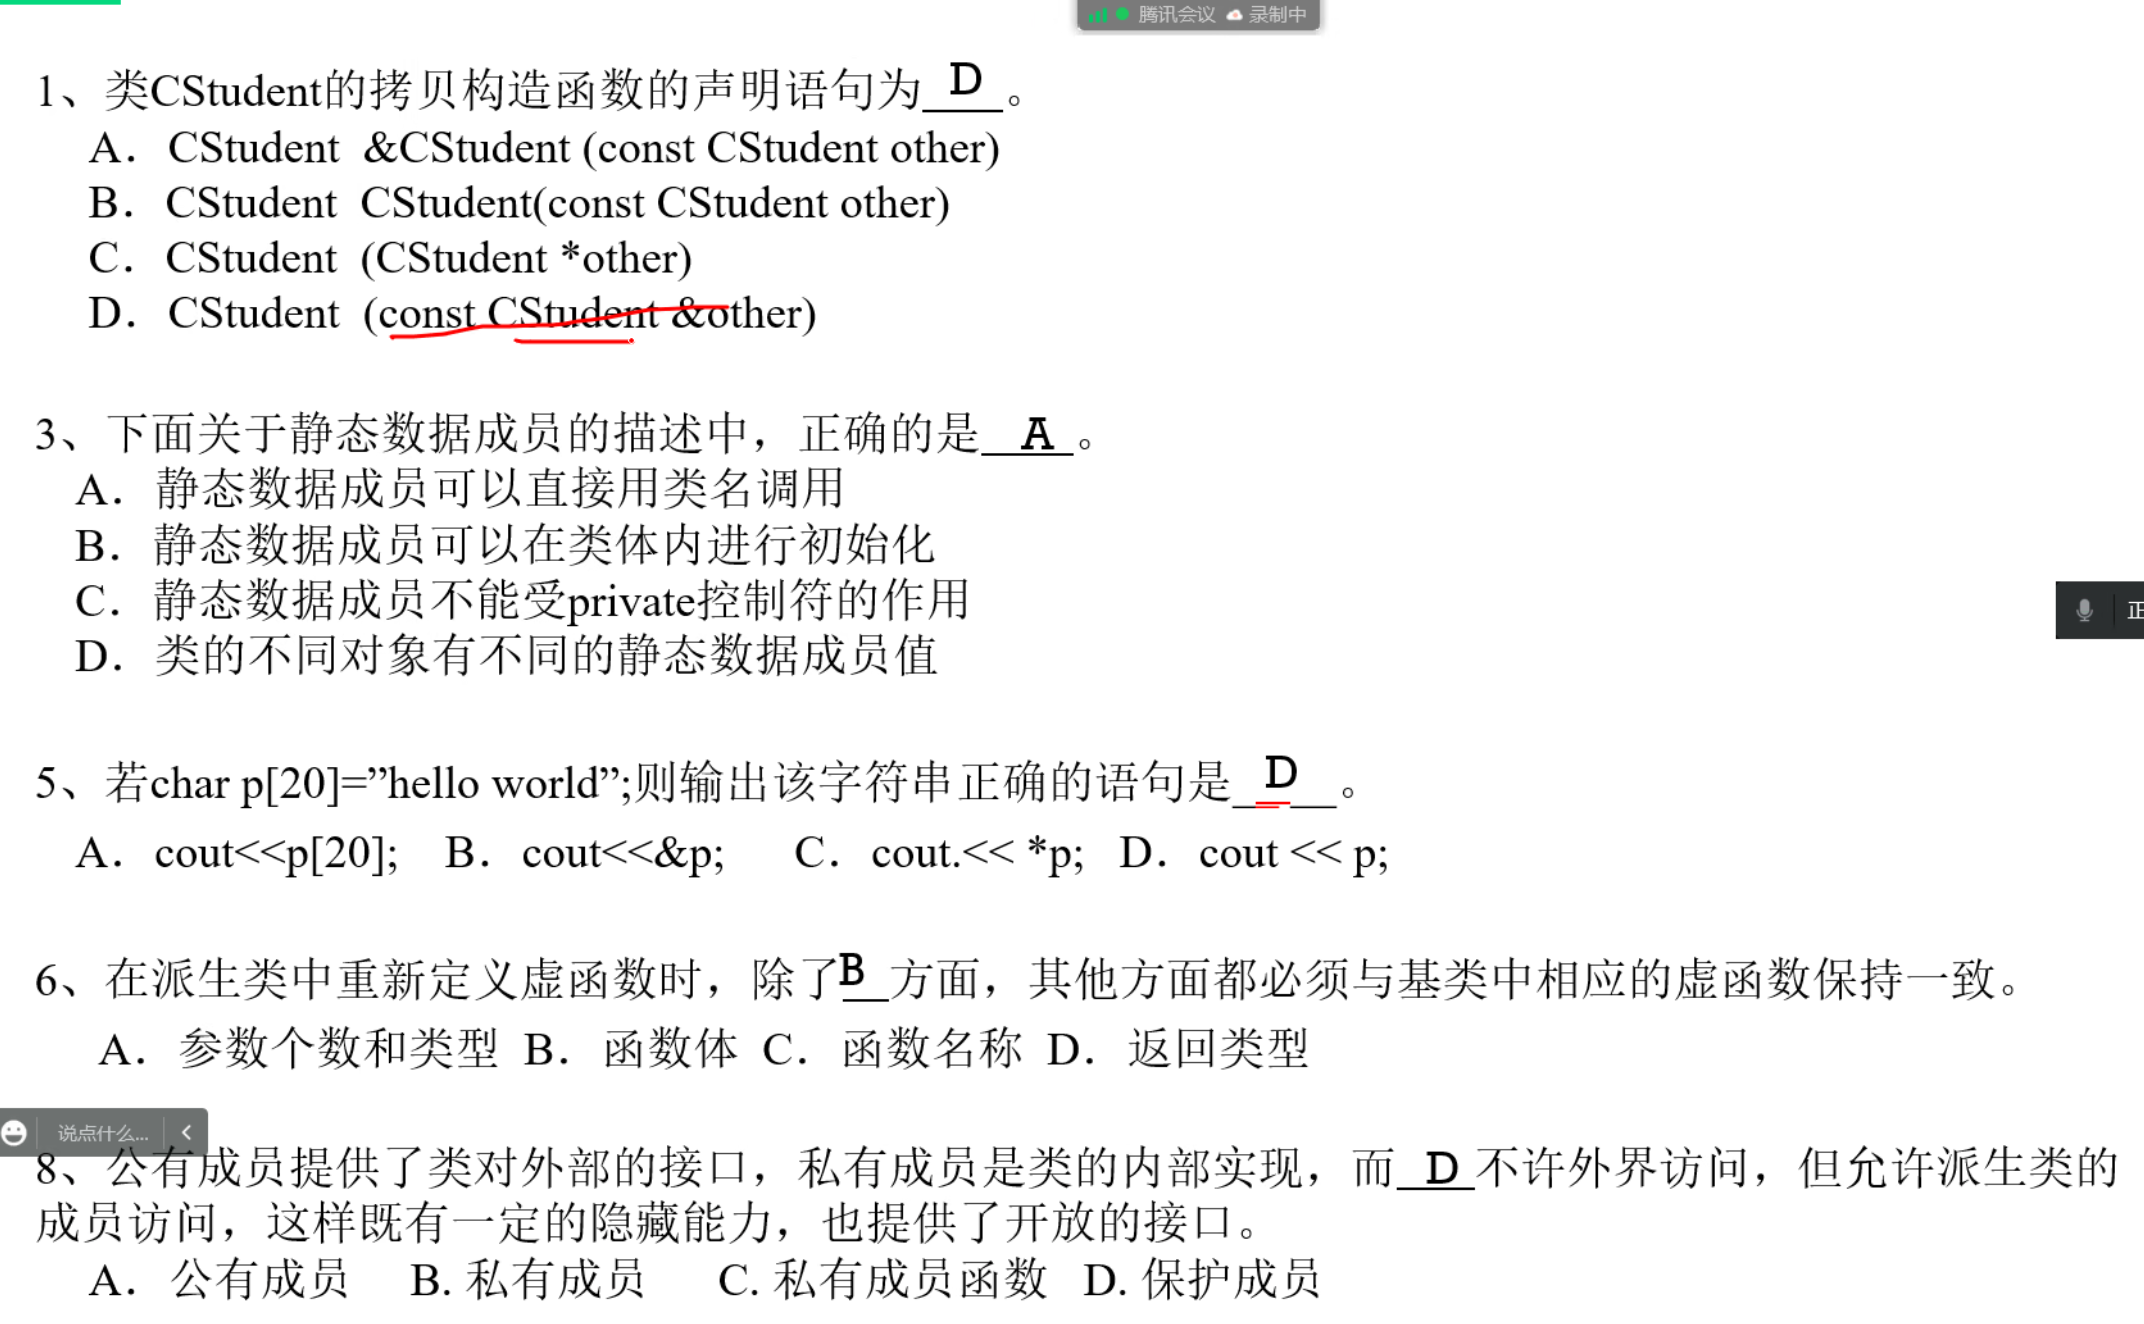 腾讯会议 录制中
1、类CStudent的拷贝构造函数的声明语句为 D 。
A. CStudent &CStudent (const CStudent other)
B. CStudent CStudent(const CStudent other)
C. CStudent (CStudent *other)
D. CStudent (const CStudent &other)
3、下面关于静态数据成员的描述中，正确的是 A 。
A. 静态数据成员可以直接用类名调用
B. 静态数据成员可以在类体内进行初始化
C. 静态数据成员不能受private控制符的作用
D. 类的不同对象有不同的静态数据成员值
正
5、若char p[20]=”hello world”;则输出该字符串正确的语句是 D 。
A. cout<<p[20]; B. cout<<&p; C. cout.<< *p; D. cout << p;
6、在派生类中重新定义虚函数时，除了B 方面，其他方面都必须与基类中相应的虚函数保持一致。
A. 参数个数和类型 B. 函数体 C. 函数名称 D. 返回类型
说点什么...
8、公有成员提供了类对外部的接口，私有成员是类的内部实现，而 D 不许外界访问，但允许派生类的
成员访问，这样既有一定的隐藏能力，也提供了开放的接口。
A. 公有成员 B. 私有成员 C. 私有成员函数 D. 保护成员